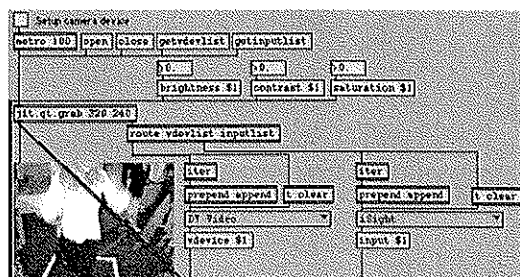 Setup camera device
metro 100 open close getvdevlist getinputlist
0. 0. 0.
brightness $1 contrast $1 saturation $1
jit.qt.grab 320 240
route vdevlist inputlist
iter iter
prepend append t clear prepend append t clear
DV Video iSight
vdevice $1 input $1